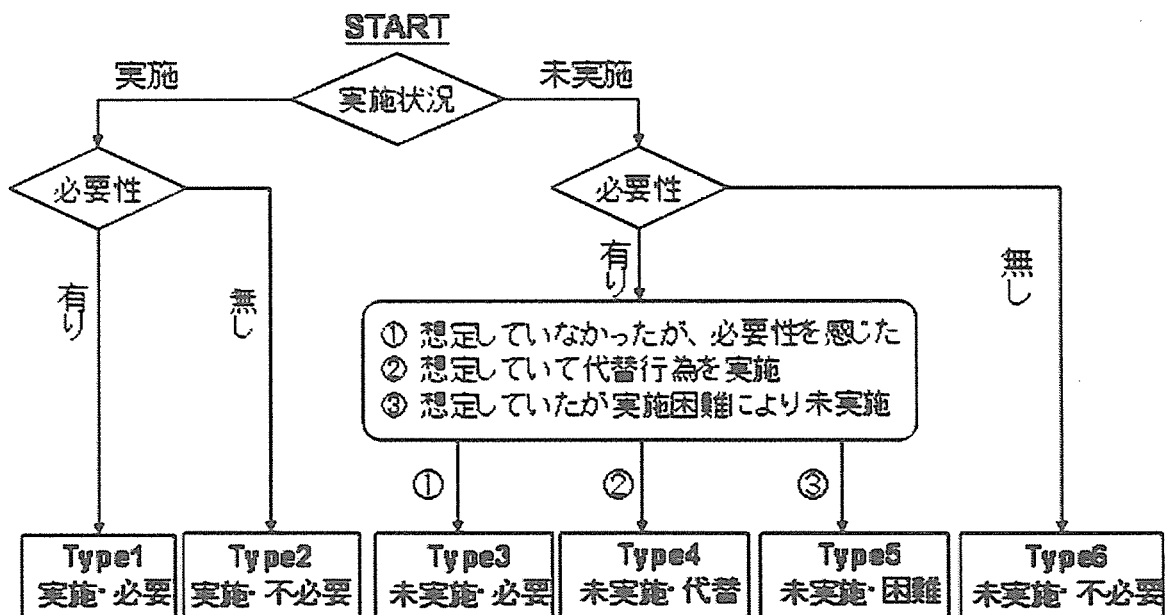 START
実施
未実施
実施状況
必要性
必要性
有り
無し
有り
無し
① 想定していなかったが、必要性を感じた
② 想定していて代替行為を実施
③ 想定していたが実施困難により未実施
①
②
③
Type1
実施・必要
Type2
実施・不必要
Type3
未実施・必要
Type4
未実施・代替
Type5
未実施・困難
Type6
未実施・不必要